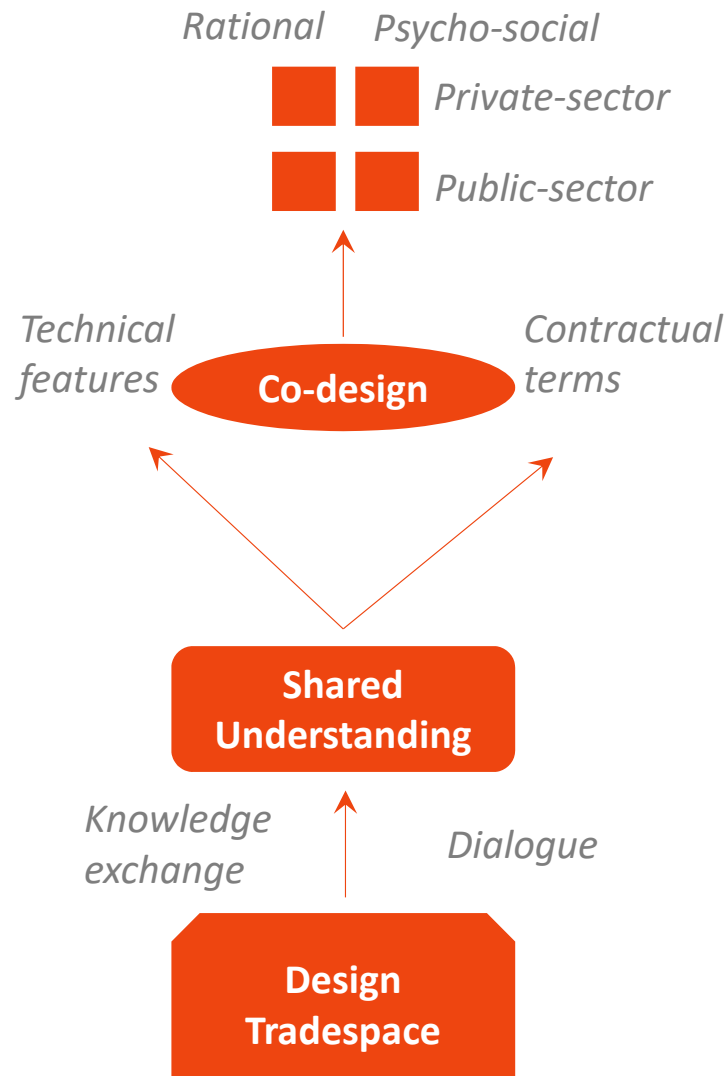 Rational Psycho-social
Private-sector
Public-sector
Technical
features
Contractual
terms
Co-design
Shared
Understanding
Knowledge
exchange
Dialogue
Design
Tradespace